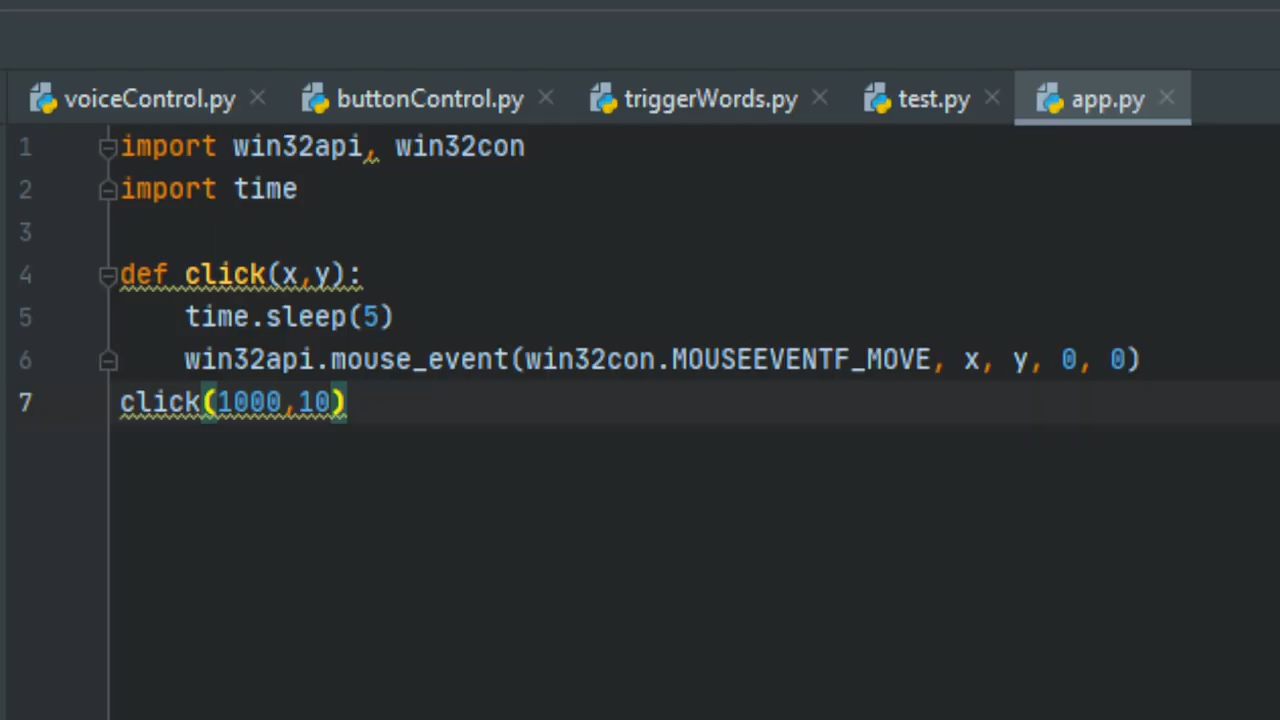 voiceControl.py buttonControl.py triggerWords.py test.py app.py
1 import win32api, win32con
2 import time
3
4 def click(x,y):
5     time.sleep(5)
6     win32api.mouse_event(win32con.MOUSEEVENTF_MOVE, x, y, 0, 0)
7 click(1000,10)